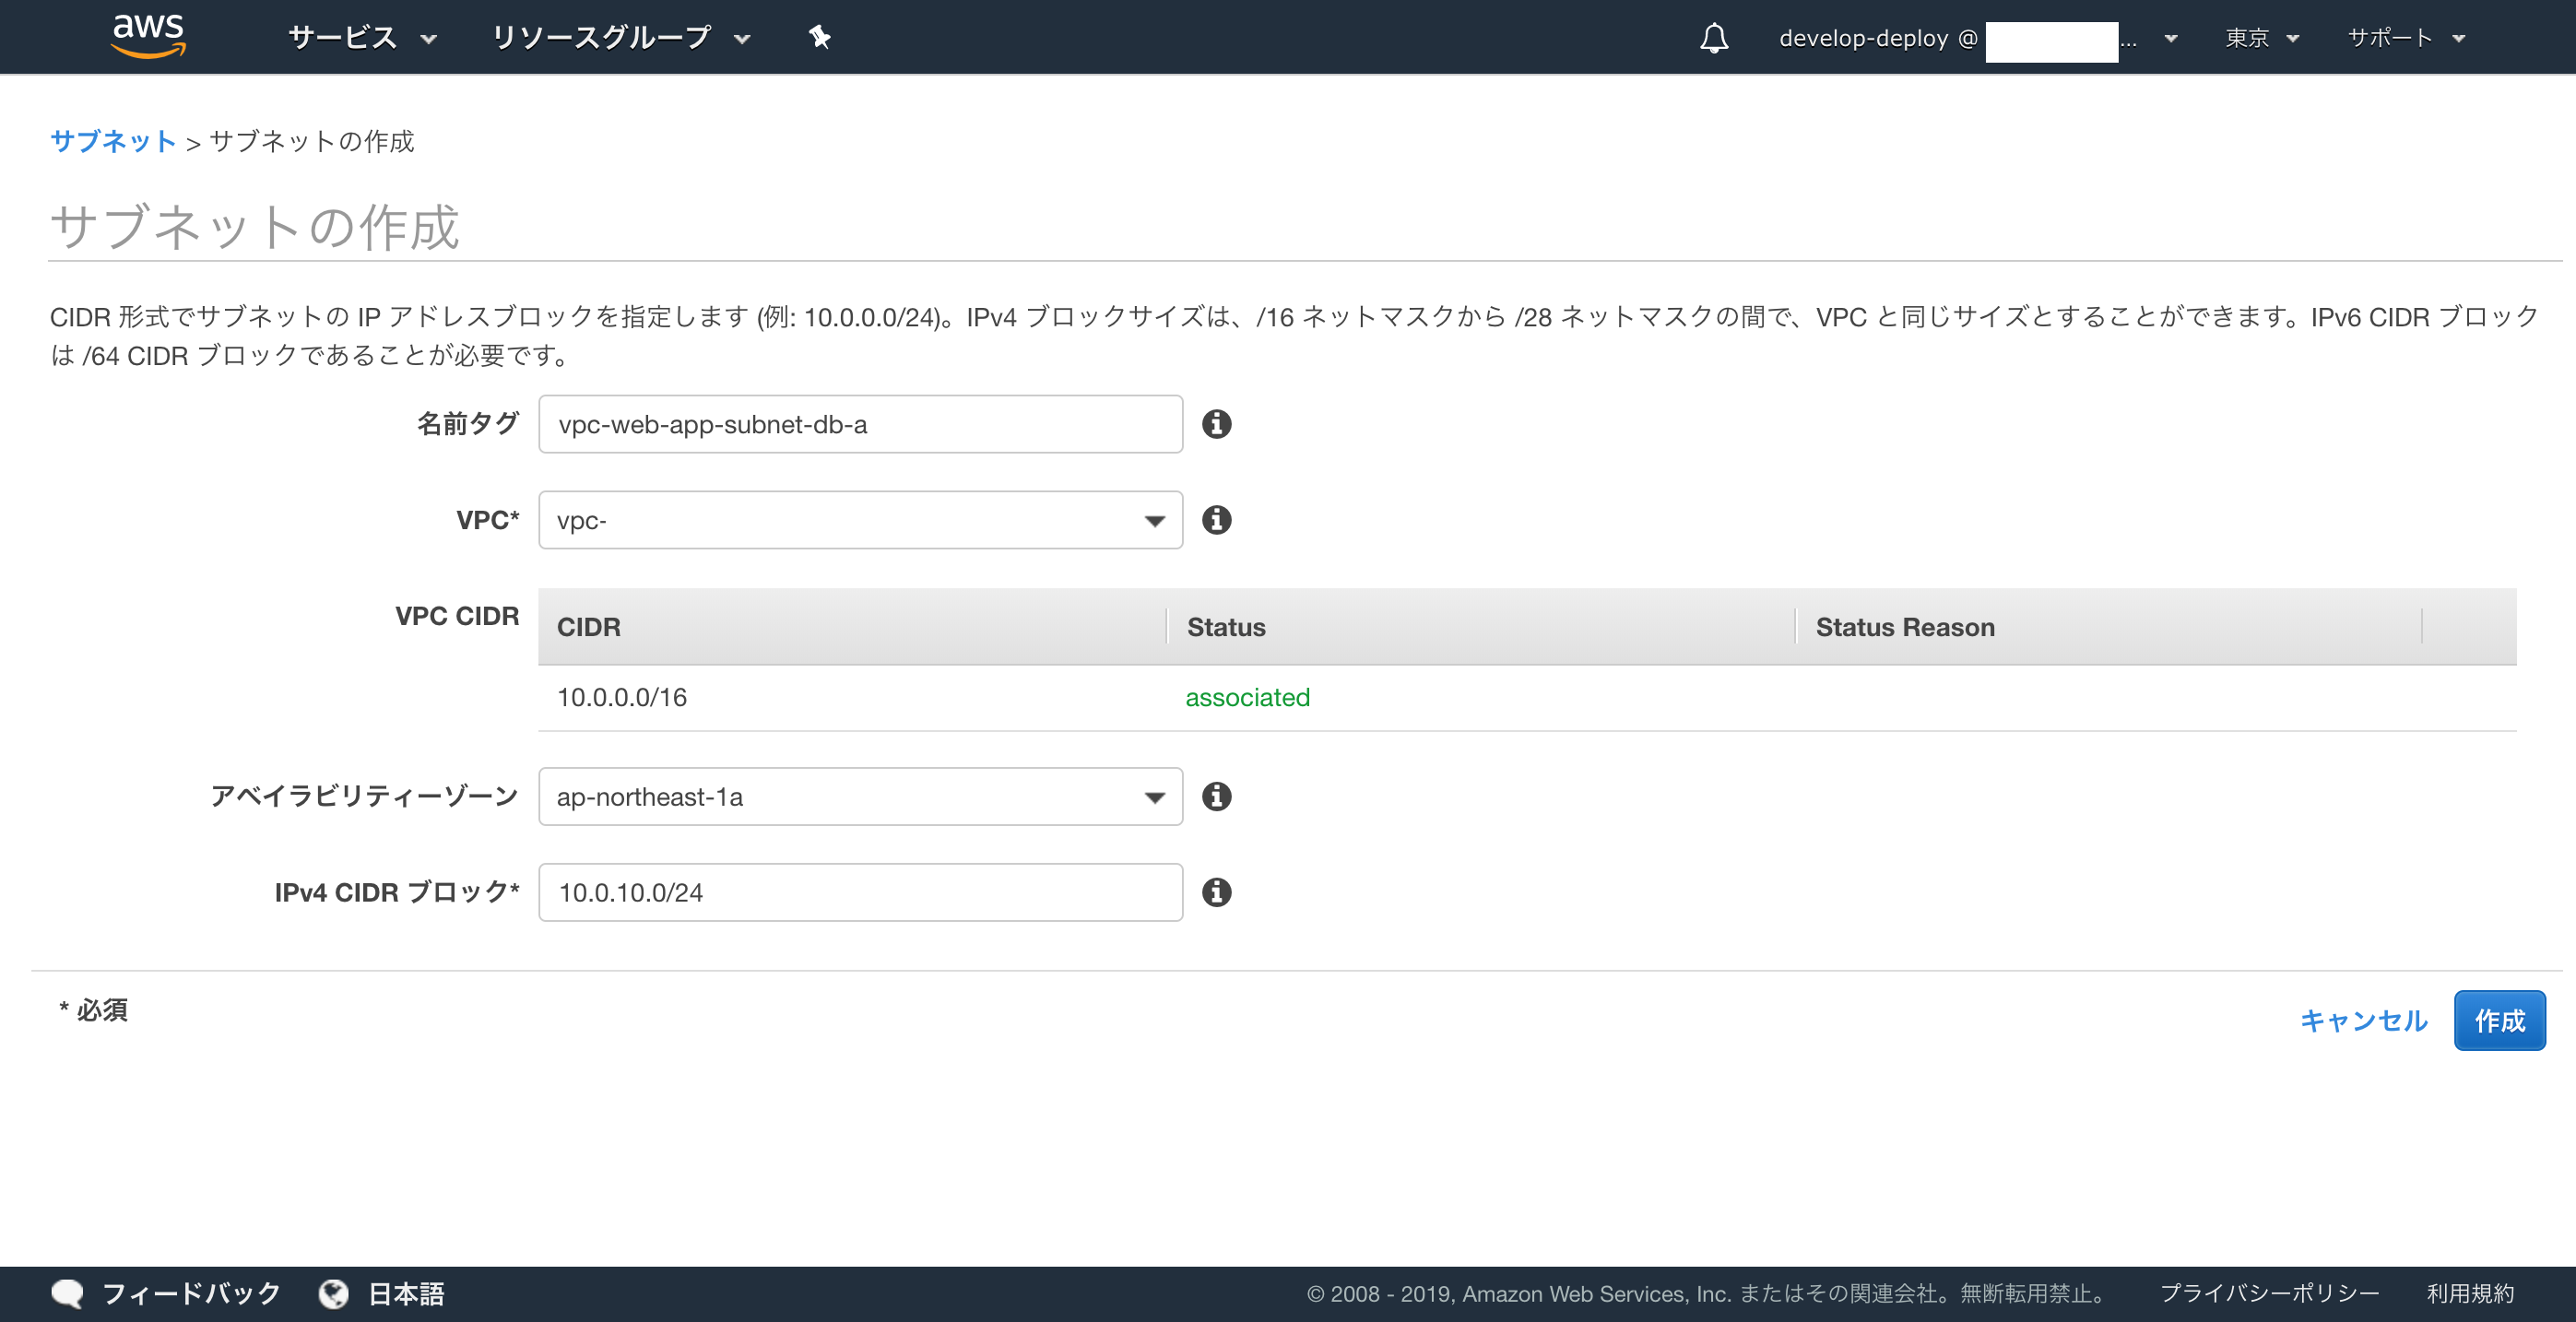 aws サービス リソースグループ develop-deploy @ ... 東京 サポート
サブネット > サブネットの作成
サブネットの作成
CIDR 形式でサブネットの IP アドレスブロックを指定します (例: 10.0.0.0/24)。IPv4 ブロックサイズは、/16 ネットマスクから /28 ネットマスクの間で、VPC と同じサイズとすることができます。IPv6 CIDR ブロック
は /64 CIDR ブロックであることが必要です。
名前タグ vpc-web-app-subnet-db-a
VPC* vpc-
VPC CIDR CIDR Status Status Reason
10.0.0.0/16 associated
アベイラビリティーゾーン ap-northeast-1a
IPv4 CIDR ブロック* 10.0.10.0/24
* 必須 キャンセル 作成
フィードバック 日本語 © 2008 - 2019, Amazon Web Services, Inc. またはその関連会社。無断転用禁止。 プライバシーポリシー 利用規約